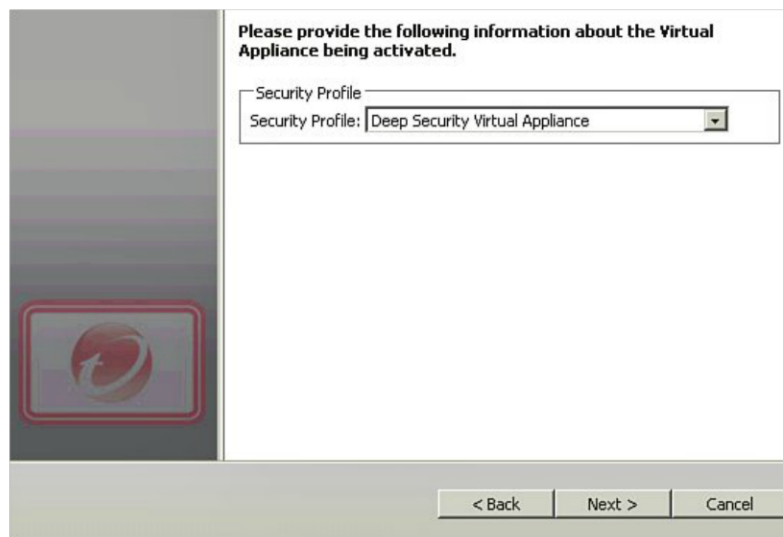 Please provide the following information about the Virtual
Appliance being activated.
Security Profile
Security Profile: Deep Security Virtual Appliance
< Back Next > Cancel